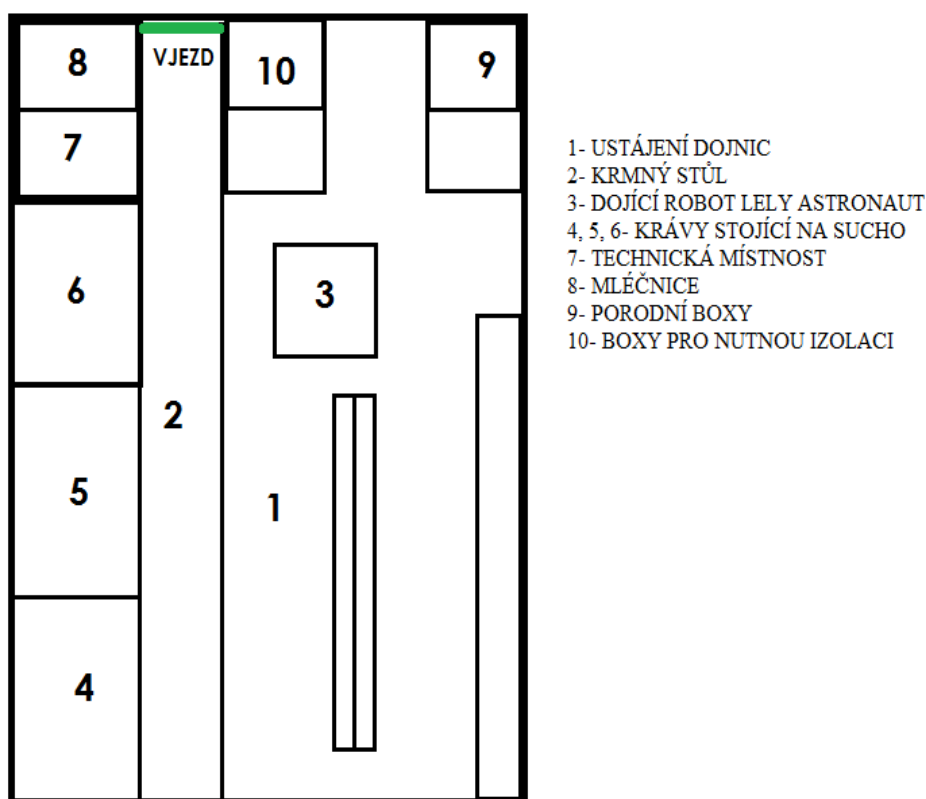 8
VJEZD
10
9
7
6
3
2
5
1
4
1- USTÁJENÍ DOJNIC
2- KRMNÝ STŮL
3- DOJÍCÍ ROBOT LELY ASTRONAUT
4, 5, 6- KRÁVY STOJÍCÍ NA SUCHO
7- TECHNICKÁ MÍSTNOST
8- MLÉČNICE
9- PORODNÍ BOXY
10- BOXY PRO NUTNOU IZOLACI